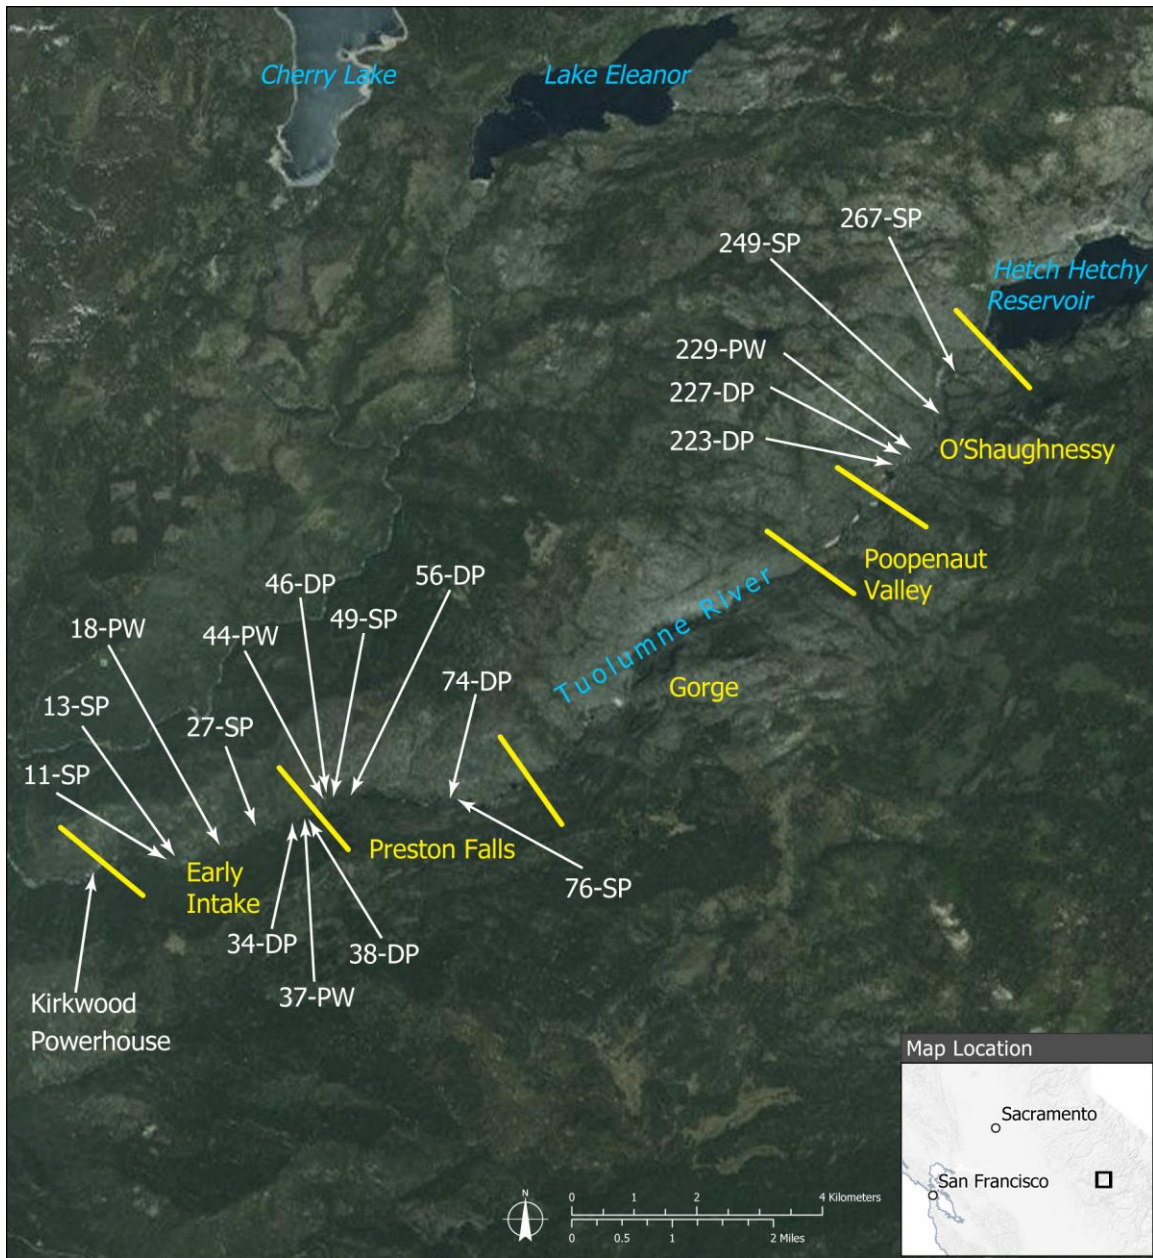 Cherry Lake
Lake Eleanor
267-SP
249-SP
Hetch Hetchy
Reservoir
229-PW
227-DP
223-DP
O'Shaughnessy
Poopenaut
Valley
Tuolumne River
Gorge
56-DP
46-DP
49-SP
44-PW
18-PW
74-DP
13-SP
27-SP
11-SP
Preston Falls
Early
Intake
76-SP
34-DP
38-DP
37-PW
Kirkwood
Powerhouse
Map Location
Sacramento
San Francisco
N
0 1 2 4 Kilometers
0 0.5 1 2 Miles